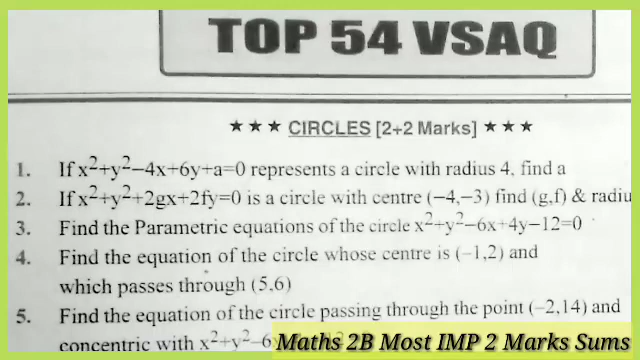 TOP 54 VSAQ
★ ★ ★ CIRCLES [2+2 Marks] ★ ★ ★
1. If x²+y²−4x+6y+a=0 represents a circle with radius 4, find a
2. If x²+y²+2gx+2fy=0 is a circle with centre (−4,−3) find (g,f) & radiu
3. Find the Parametric equations of the circle x²+y²−6x+4y−12=0
4. Find the equation of the circle whose centre is (−1,2) and
which passes through (5,6)
5. Find the equation of the circle passing through the point (−2,14) and
concentric with x²+y²−6
Maths 2B Most IMP 2 Marks Sums